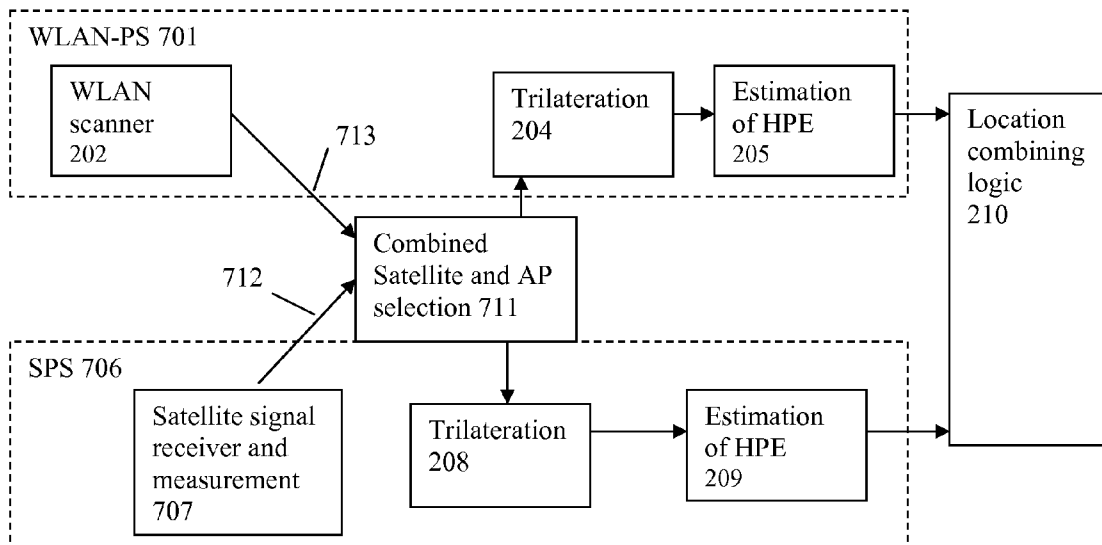 WLAN-PS 701
WLAN
scanner
202
713
Trilateration
204
Estimation
of HPE
205
Location
combining
logic
210
Combined
Satellite and AP
selection 711
712
SPS 706
Satellite signal
receiver and
measurement
707
Trilateration
208
Estimation
of HPE
209